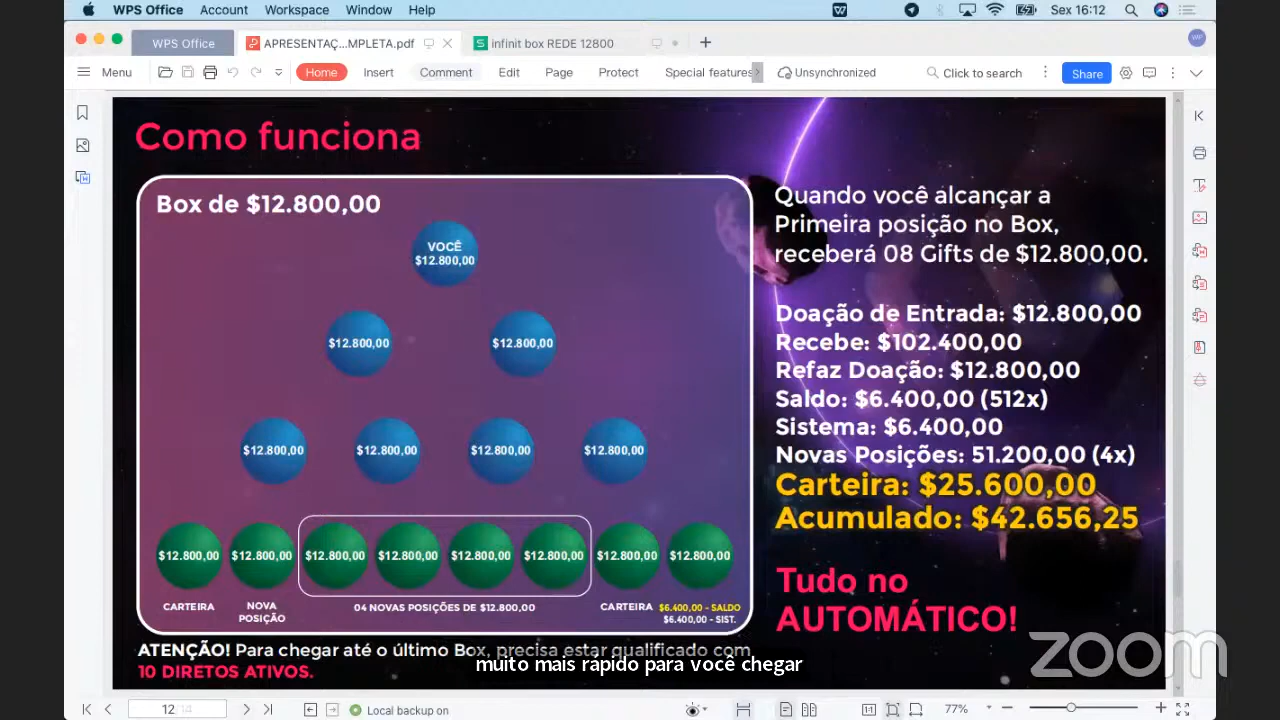 WPS Office Account Workspace Window Help Sex 16:12
WPS Office APRESENTAÇ...MPLETA.pdf infinit box REDE 12800 WP
Menu Home Insert Comment Edit Page Protect Special features Unsynchronized Click to search Share
Como funciona
Box de $12.800,00
VOCÊ
$12.800,00
$12.800,00 $12.800,00
$12.800,00 $12.800,00 $12.800,00 $12.800,00
$12.800,00 $12.800,00 $12.800,00 $12.800,00 $12.800,00 $12.800,00 $12.800,00 $12.800,00
CARTEIRA
NOVA
POSIÇÃO
04 NOVAS POSIÇÕES DE $12.800,00
CARTEIRA
$6.400,00 - SALDO
$6.400,00 - SIST.
ATENÇÃO! Para chegar até o último Box, precisa estar qualificado com
10 DIRETOS ATIVOS.
Quando você alcançar a
Primeira posição no Box,
receberá 08 Gifts de $12.800,00.
Doação de Entrada: $12.800,00
Recebe: $102.400,00
Refaz Doação: $12.800,00
Saldo: $6.400,00 (512x)
Sistema: $6.400,00
Novas Posições: 51.200,00 (4x)
Carteira: $25.600,00
Acumulado: $42.656,25
Tudo no
AUTOMÁTICO!
zoom
muito mais rápido para você chegar
12/14 Local backup on 77%